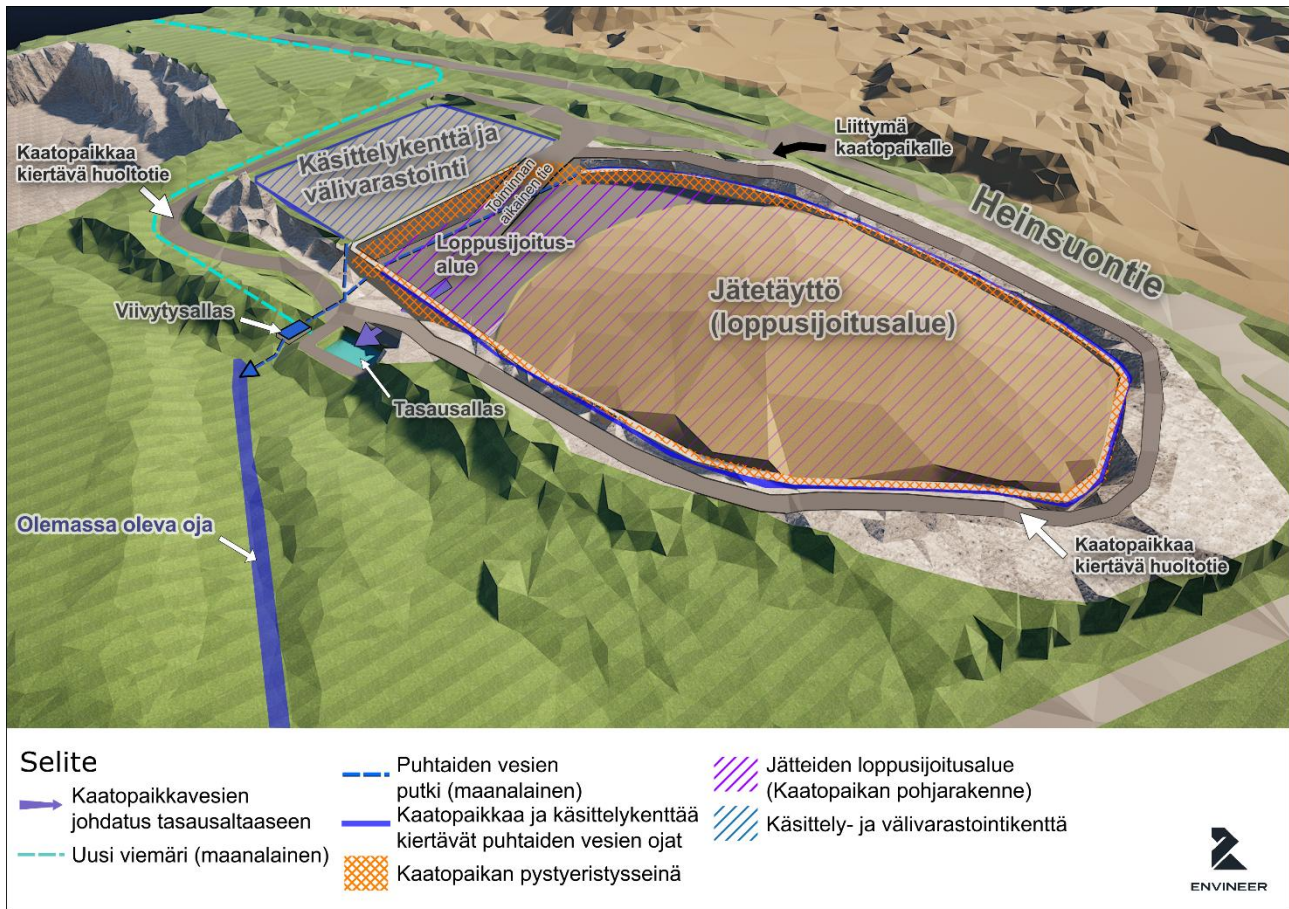 Kaatopaikkaa
kiertävä huoltotie
Käsittelykenttä ja
välivarastointi
Toiminnan
aikainen tie
Liittymä
kaatopaikalle
Heinsuontie
Loppusijoitus-
alue
Jätetäyttö
(loppusijoitusalue)
Viivytysallas
Tasausallas
Olemassa oleva oja
Kaatopaikkaa
kiertävä huoltotie
Selite
Kaatopaikkavesien
johdatus tasausaltaaseen
Uusi viemäri (maanalainen)
Puhtaiden vesien
putki (maanalainen)
Kaatopaikkaa ja käsittelykenttää
kiertävät puhtaiden vesien ojat
Kaatopaikan pystyeristysseinä
Jätteiden loppusijoitusalue
(Kaatopaikan pohjarakenne)
Käsittely- ja välivarastointikenttä
ENVINEER